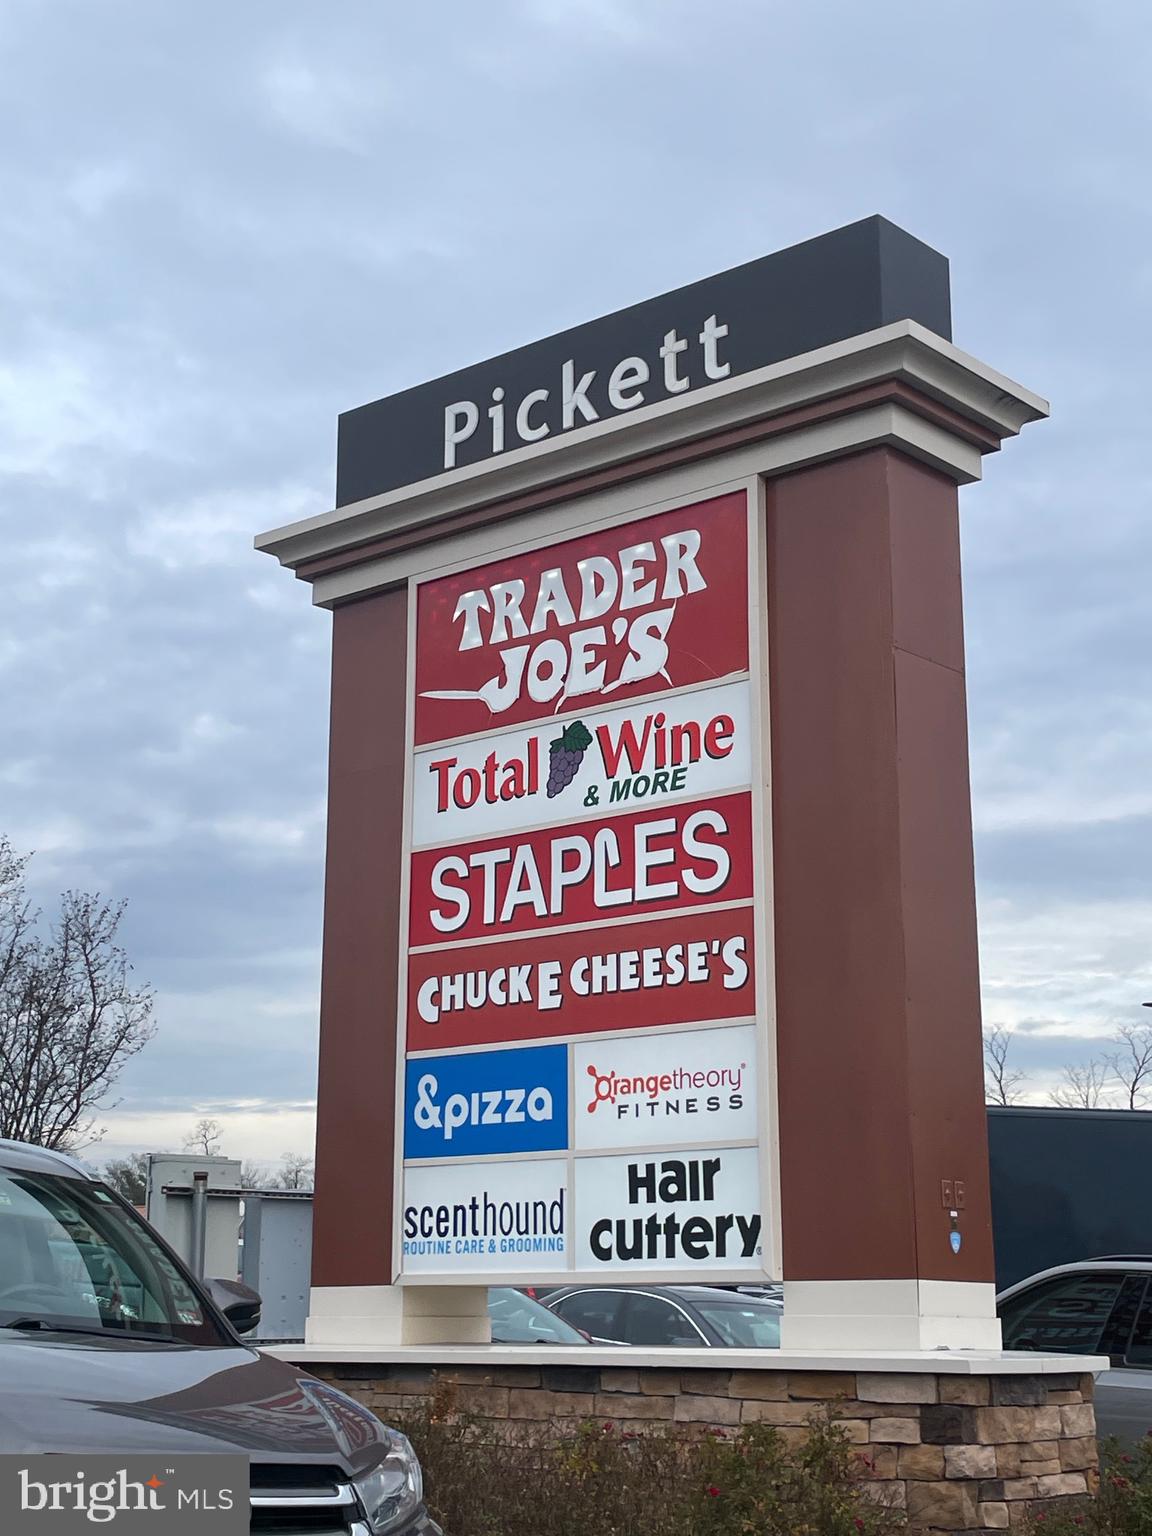 Pickett
TRADER
JOE'S
Total Wine
& MORE
STAPLES
CHUCK E CHEESE'S
&pizza
orangetheory®
FITNESS
scenthound
ROUTINE CARE & GROOMING
Hair
cuttery®
bright™ MLS